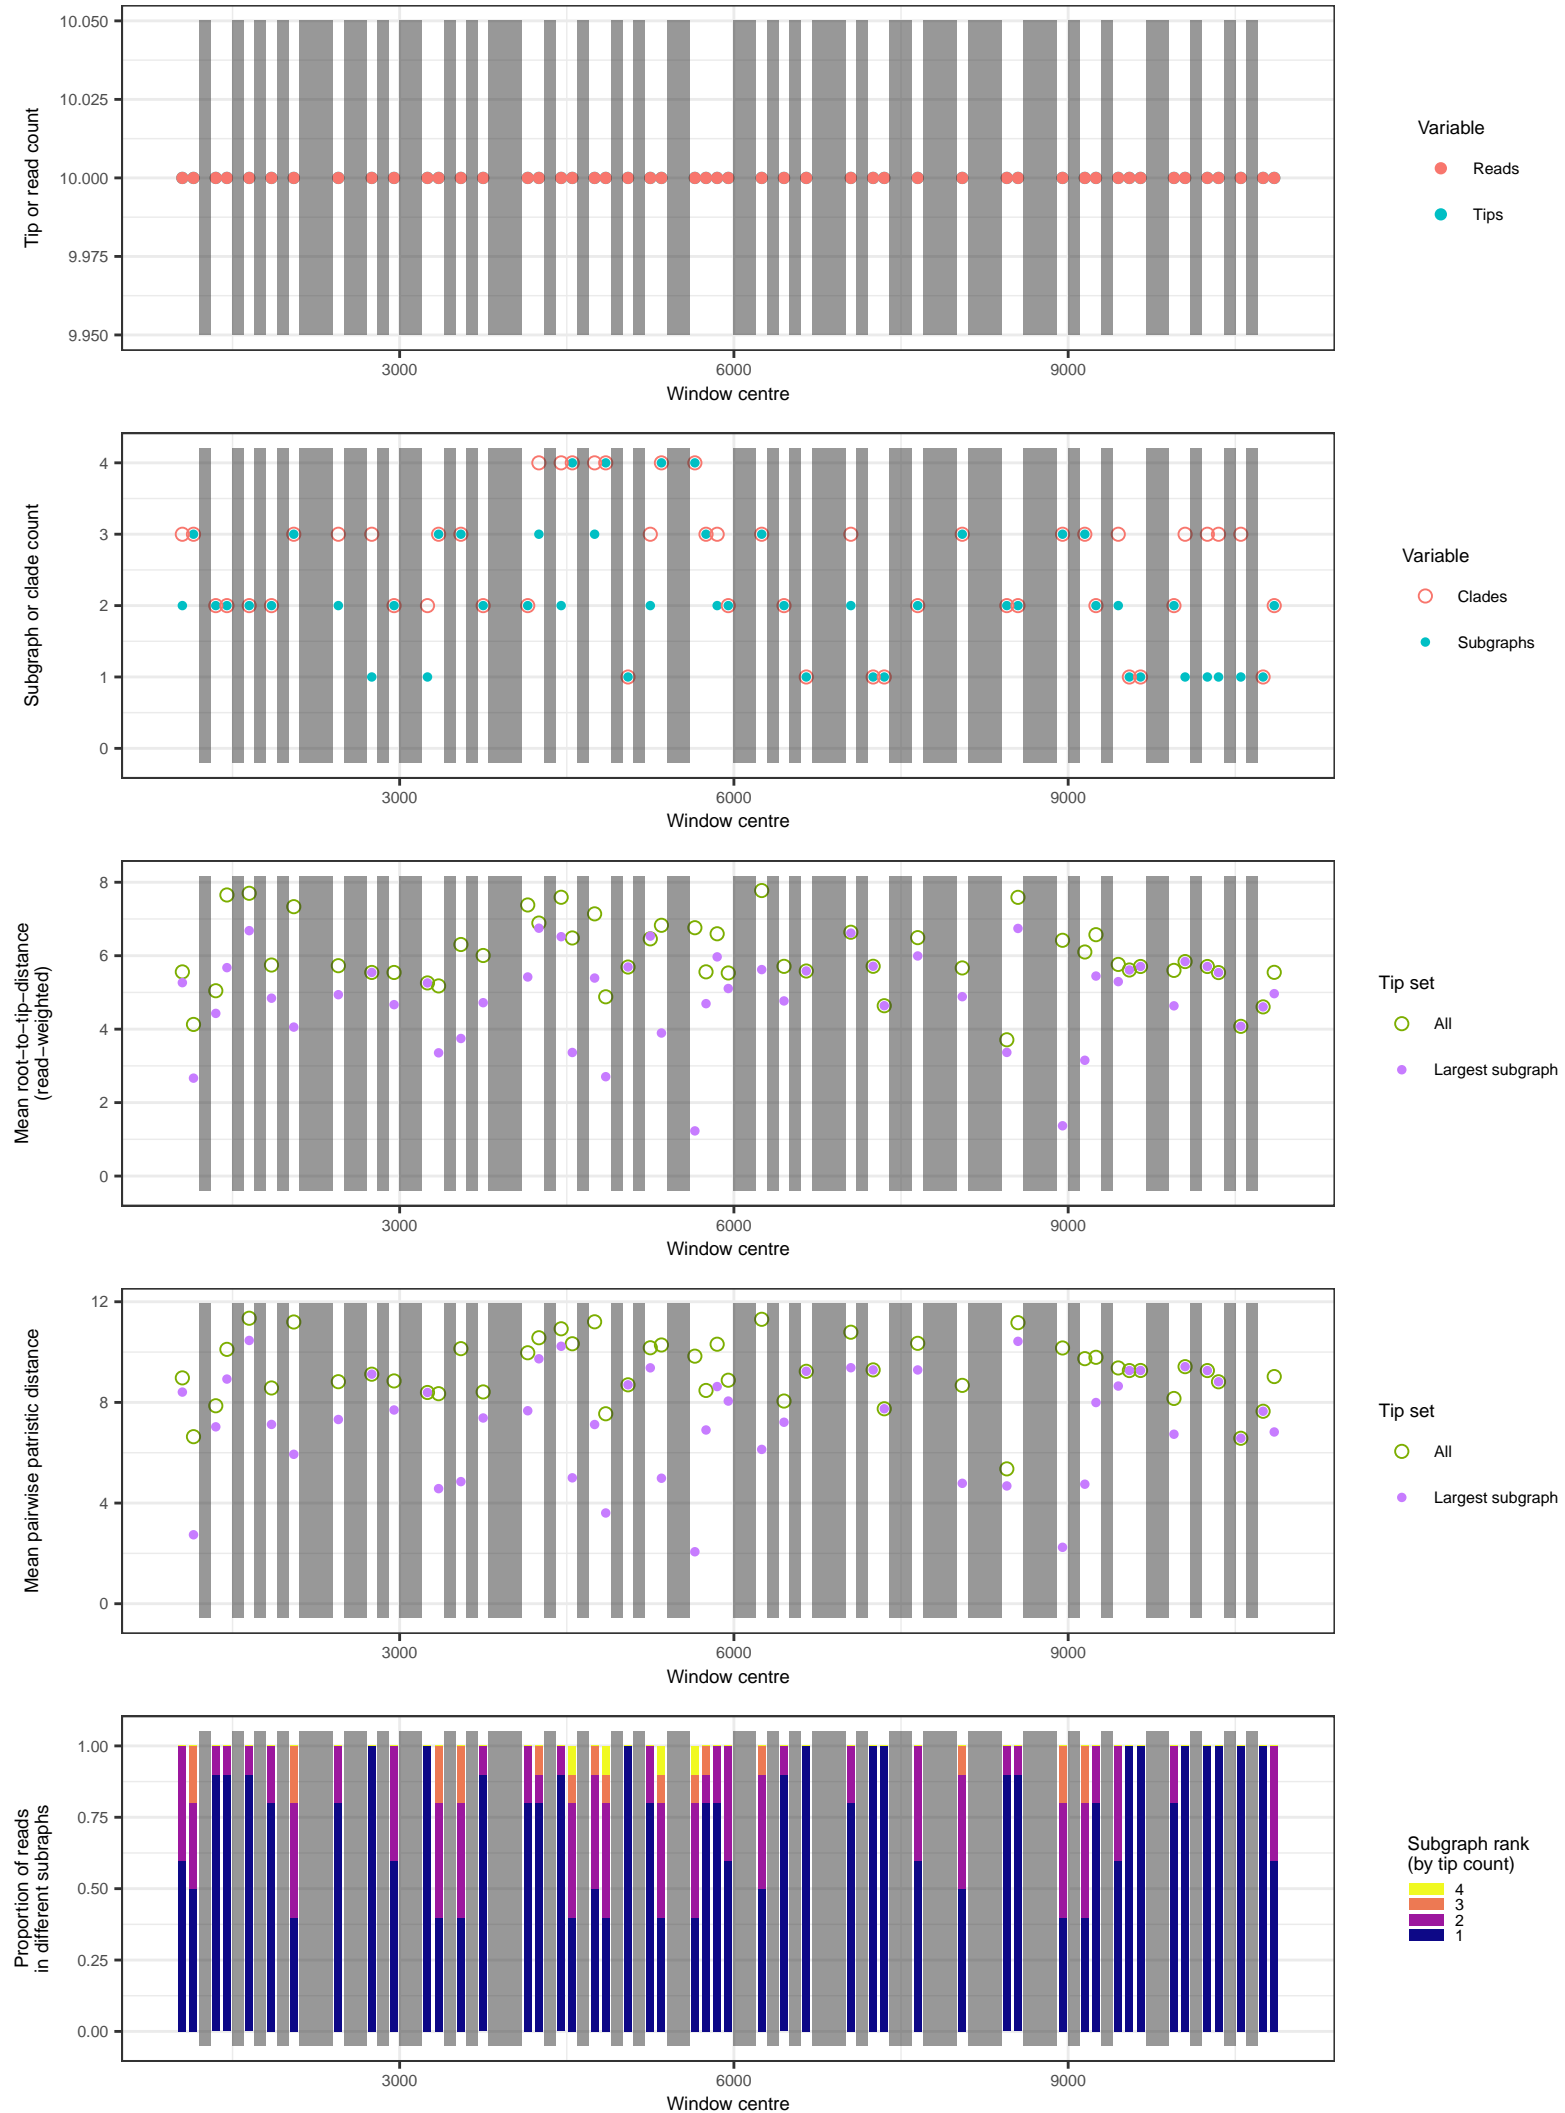 10.050
10.025
10.000
9.975
9.950
Tip or read count
3000
6000
9000
Window centre
Variable
Reads
Tips
4
3
2
1
0
Subgraph or clade count
3000
6000
9000
Window centre
Variable
Clades
Subgraphs
8
6
4
2
0
Mean root−to−tip−distance
(read−weighted)
3000
6000
9000
Window centre
Tip set
All
Largest subgraph
12
8
4
0
Mean pairwise patristic distance
3000
6000
9000
Window centre
Tip set
All
Largest subgraph
1.00
0.75
0.50
0.25
0.00
Proportion of reads
in different subraphs
3000
6000
9000
Window centre
Subgraph rank
(by tip count)
4
3
2
1